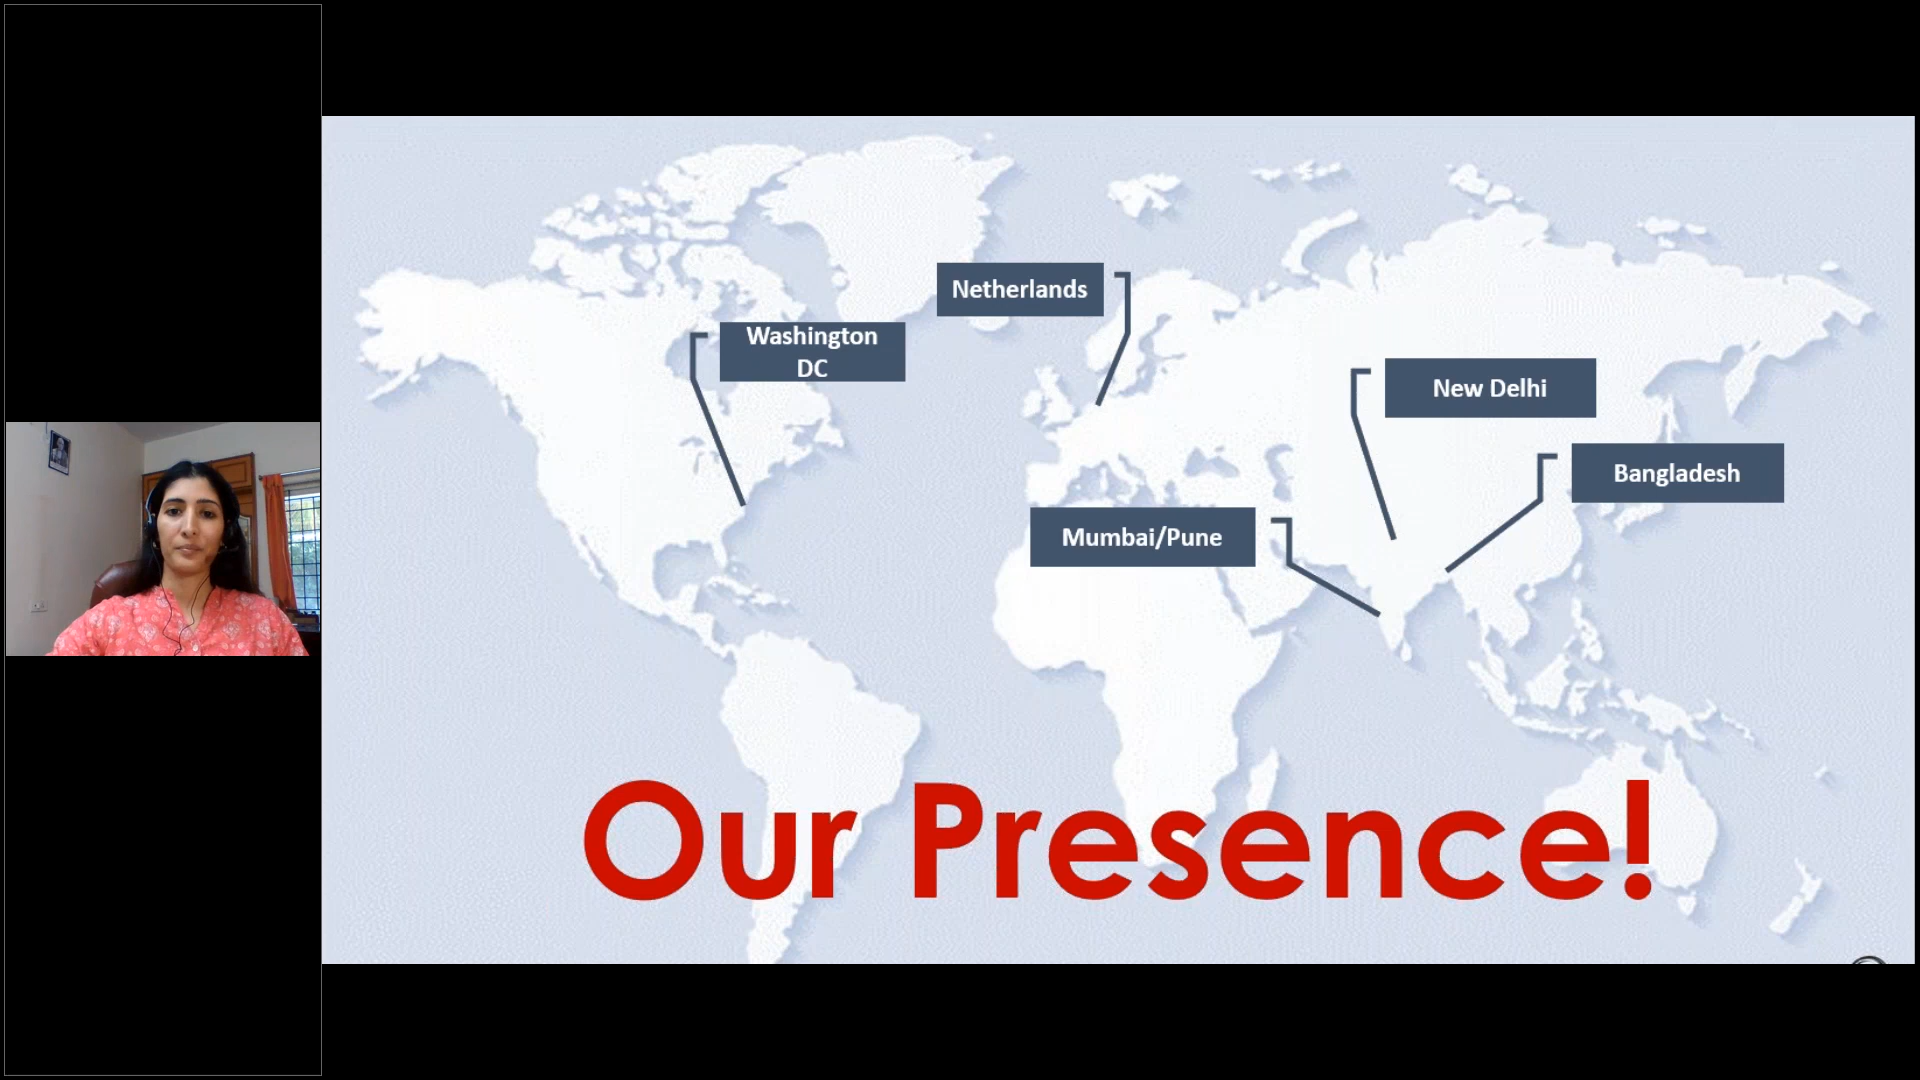 Netherlands
Washington
DC
New Delhi
Bangladesh
Mumbai/Pune
Our Presence!